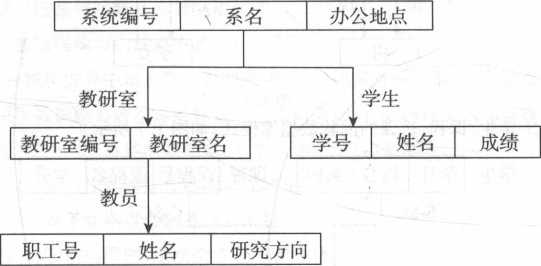 系统编号 系名 办公地点
教研室 学生
教研室编号 教研室名 学号 姓名 成绩
教员
职工号 姓名 研究方向